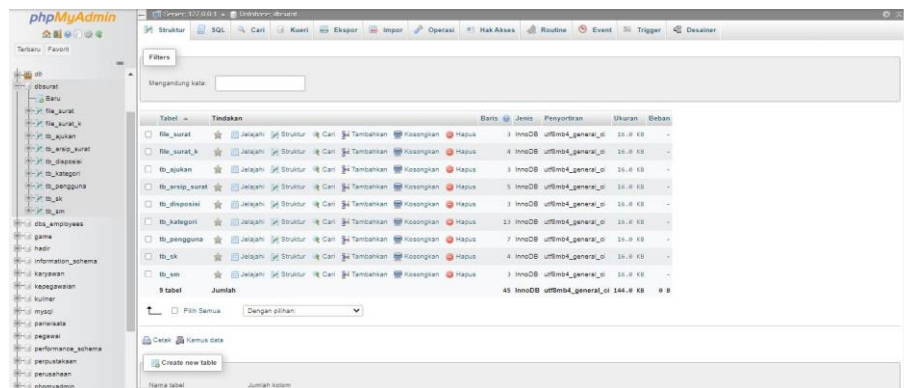 phpMyAdmin
Terbaru Favorit
db
dbsurat
Baru
file_surat
file_surat_k
tb_ajukan
tb_arsip_surat
tb_disposisi
tb_kategori
tb_pengguna
tb_sk
tb_sm
dbs_employees
game
hadir
information_schema
karyawan
kepegawaian
kuliner
mysql
pariwisata
pegawai
performance_schema
perpustakaan
perusahaan
phpmyadmin
Server: 127.0.0.1 » Database: dbsurat
Struktur SQL Cari Kueri Ekspor Impor Operasi Hak Akses Routine Event Trigger Desainer
Filters
Mengandung kata:
Tabel Tindakan Baris Jenis Penyortiran Ukuran Beban
file_surat Jelajahi Struktur Cari Tambahkan Kosongkan Hapus 3 InnoDB utf8mb4_general_ci 16.0 KB -
file_surat_k Jelajahi Struktur Cari Tambahkan Kosongkan Hapus 4 InnoDB utf8mb4_general_ci 16.0 KB -
tb_ajukan Jelajahi Struktur Cari Tambahkan Kosongkan Hapus 3 InnoDB utf8mb4_general_ci 16.0 KB -
tb_arsip_surat Jelajahi Struktur Cari Tambahkan Kosongkan Hapus 5 InnoDB utf8mb4_general_ci 16.0 KB -
tb_disposisi Jelajahi Struktur Cari Tambahkan Kosongkan Hapus 3 InnoDB utf8mb4_general_ci 16.0 KB -
tb_kategori Jelajahi Struktur Cari Tambahkan Kosongkan Hapus 13 InnoDB utf8mb4_general_ci 16.0 KB -
tb_pengguna Jelajahi Struktur Cari Tambahkan Kosongkan Hapus 7 InnoDB utf8mb4_general_ci 16.0 KB -
tb_sk Jelajahi Struktur Cari Tambahkan Kosongkan Hapus 4 InnoDB utf8mb4_general_ci 16.0 KB -
tb_sm Jelajahi Struktur Cari Tambahkan Kosongkan Hapus 3 InnoDB utf8mb4_general_ci 16.0 KB -
9 tabel Jumlah 45 InnoDB utf8mb4_general_ci 144.0 KB 0 B
Pilih Semua Dengan pilihan:
Cetak Kamus data
Create new table
Nama tabel Jumlah kolom